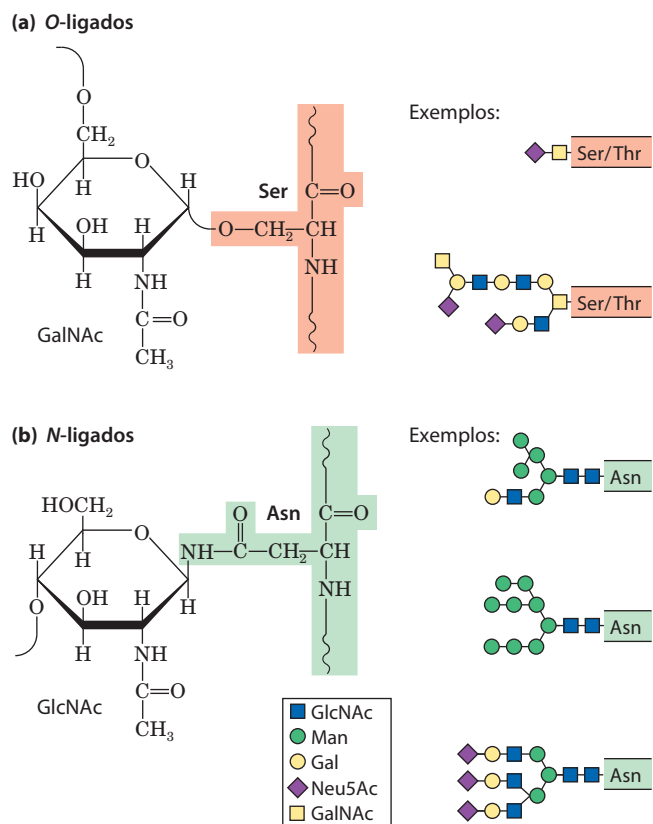 (a) O-ligados
O
CH2
H
O
HO
H
H
OH
H
H
H
NH
C=O
CH3
GalNAc
Ser
C=O
O—CH2—CH
NH
Exemplos:
Ser/Thr
Ser/Thr
(b) N-ligados
HOCH2
H
O
H
O
OH
H
H
H
NH
C=O
CH3
GlcNAc
Asn
O
C=O
NH—C—CH2—CH
NH
Exemplos:
Asn
Asn
Asn
GlcNAc
Man
Gal
Neu5Ac
GalNAc